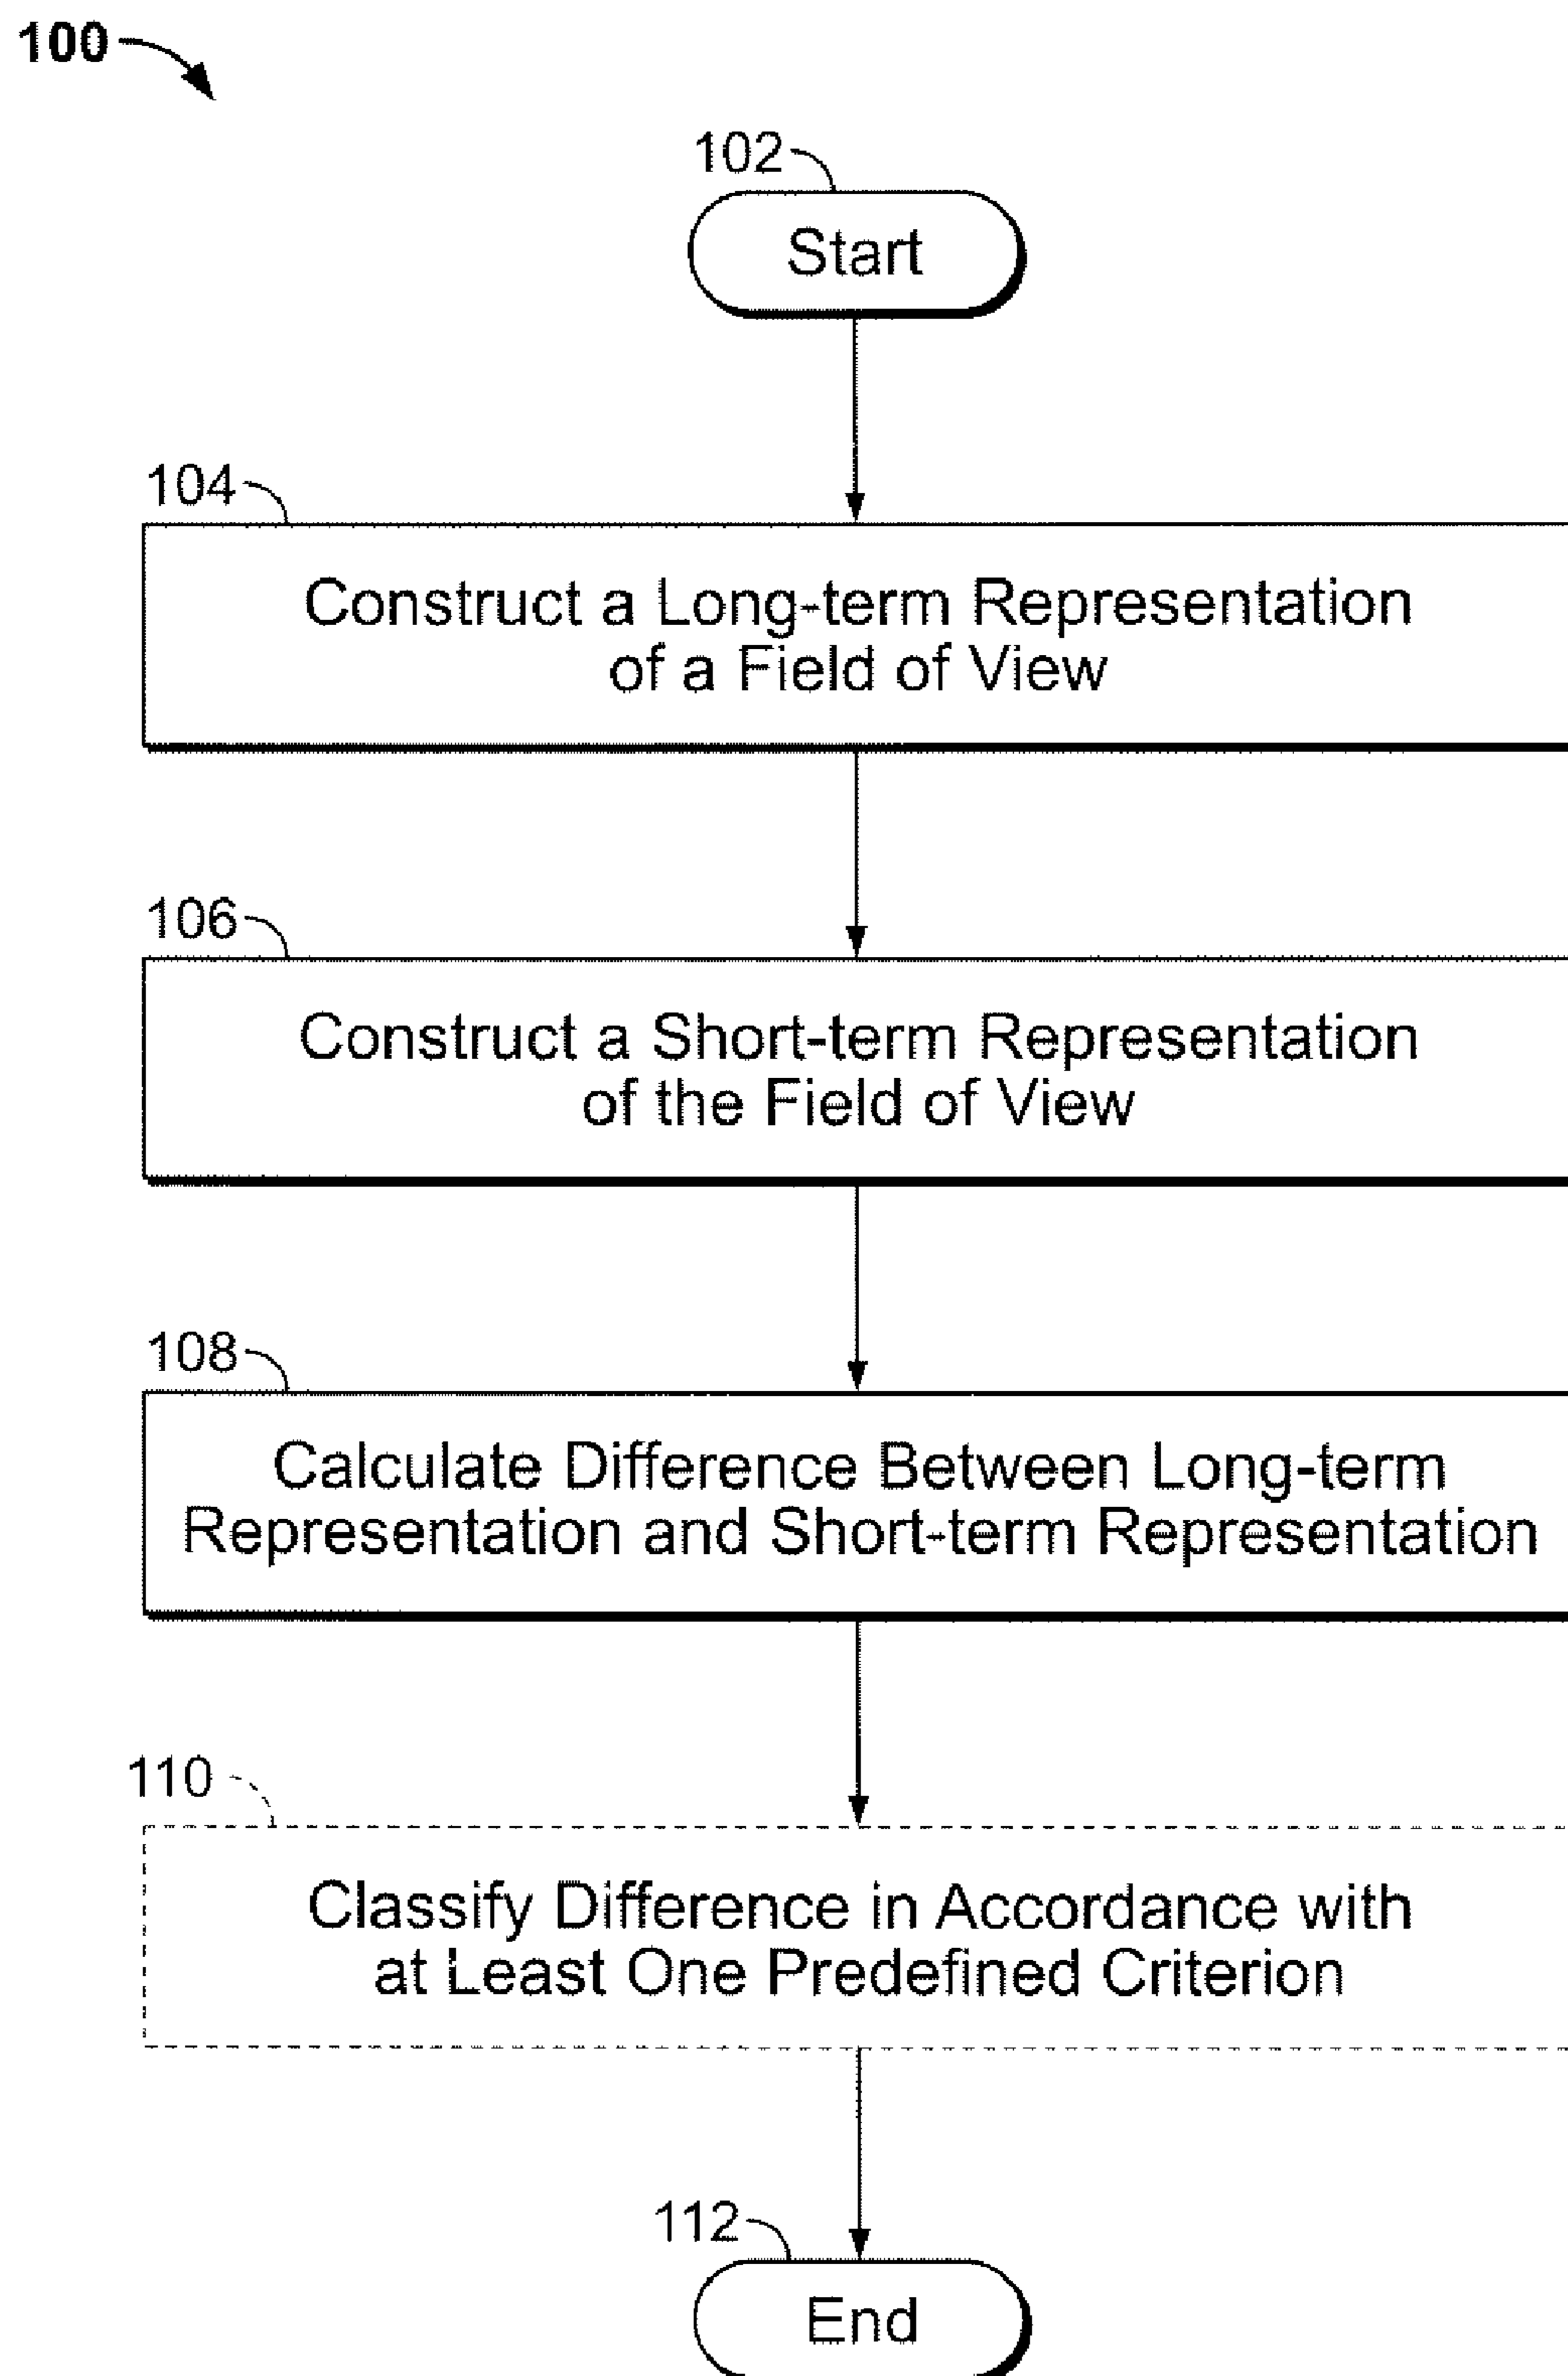 100
102
Start
104
Construct a Long-term Representation
of a Field of View
106
Construct a Short-term Representation
of the Field of View
108
Calculate Difference Between Long-term
Representation and Short-term Representation
110
Classify Difference in Accordance with
at Least One Predefined Criterion
112
End